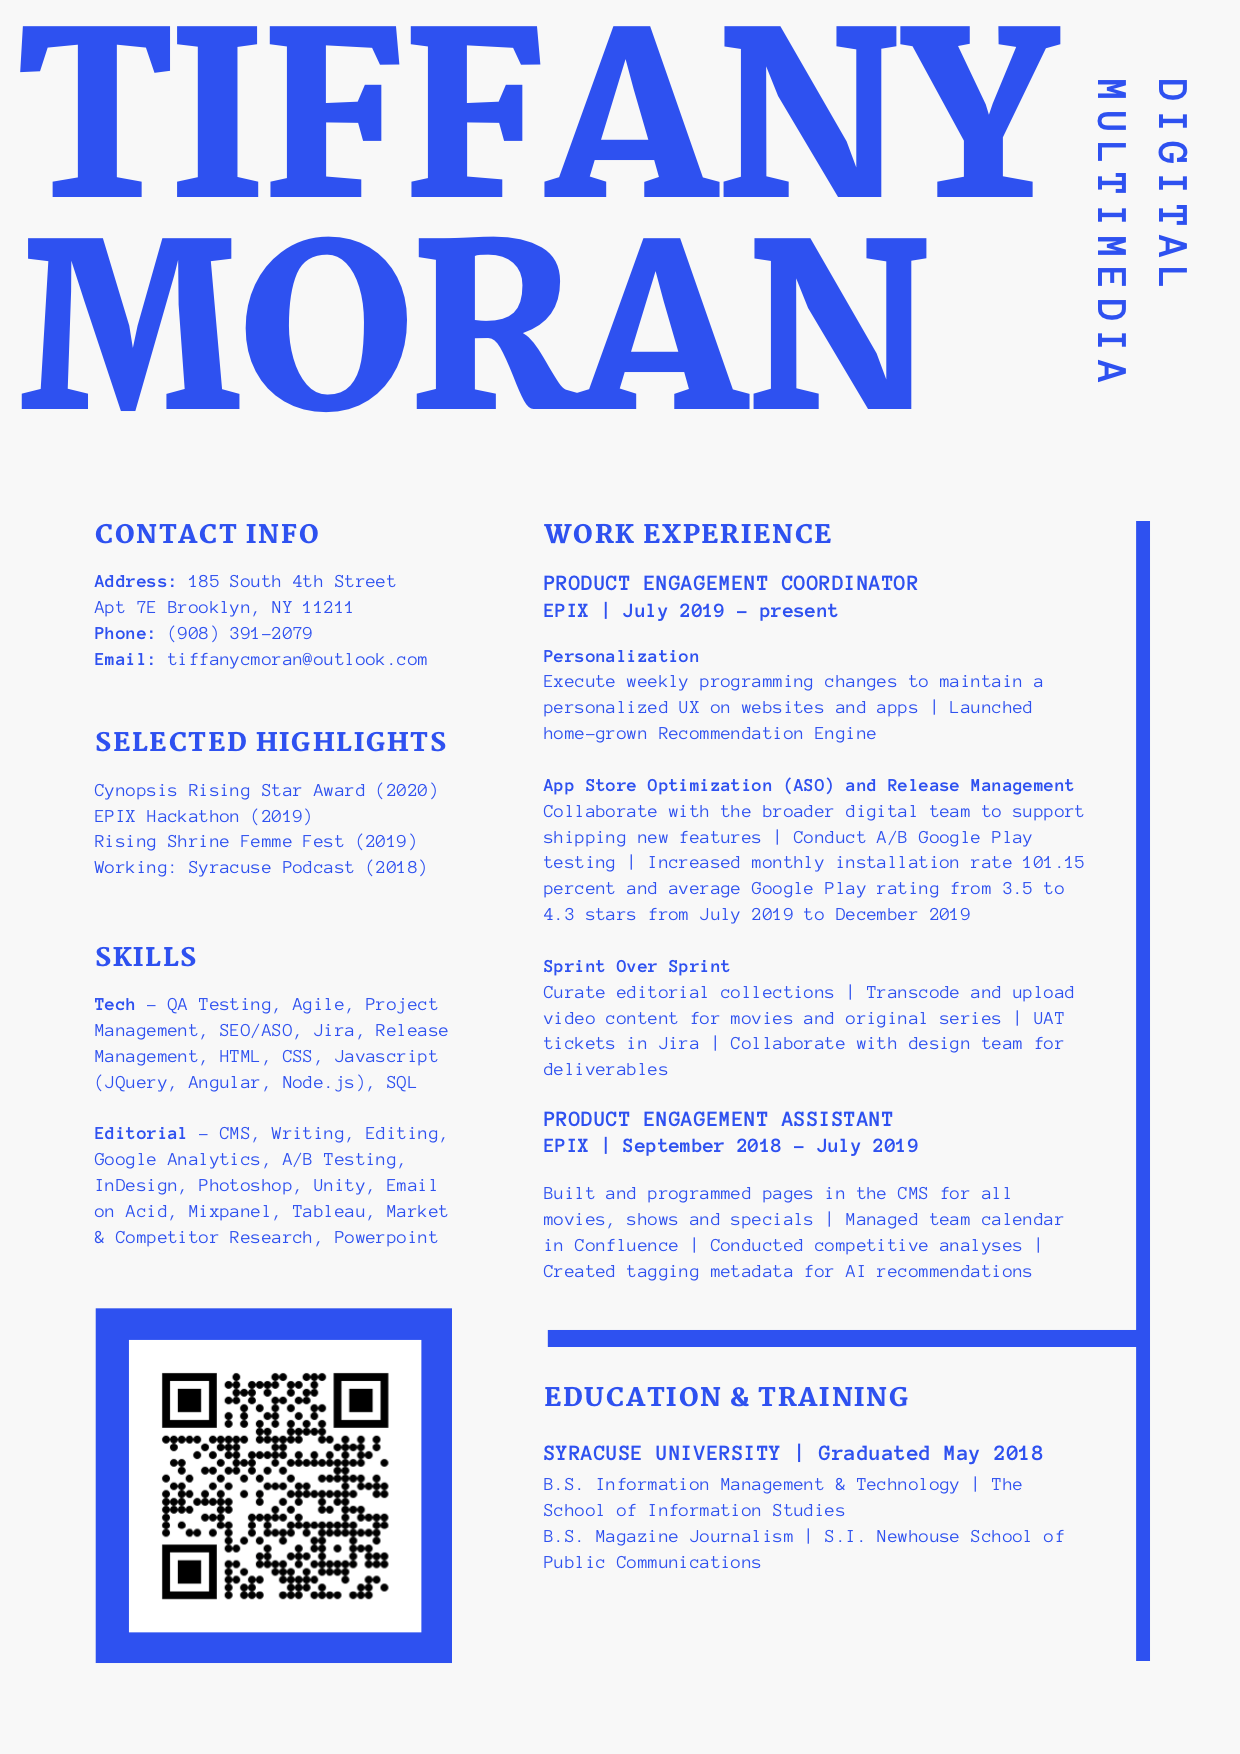 TIFFANY
MORAN
DIGITAL
MULTIMEDIA
CONTACT INFO
Address: 185 South 4th Street
Apt 7E Brooklyn, NY 11211
Phone: (908) 391-2079
Email: tiffanycmoran@outlook.com
SELECTED HIGHLIGHTS
Cynopsis Rising Star Award (2020)
EPIX Hackathon (2019)
Rising Shrine Femme Fest (2019)
Working: Syracuse Podcast (2018)
SKILLS
Tech - QA Testing, Agile, Project
Management, SEO/ASO, Jira, Release
Management, HTML, CSS, Javascript
(JQuery, Angular, Node.js), SQL
Editorial - CMS, Writing, Editing,
Google Analytics, A/B Testing,
InDesign, Photoshop, Unity, Email
on Acid, Mixpanel, Tableau, Market
& Competitor Research, Powerpoint
WORK EXPERIENCE
PRODUCT ENGAGEMENT COORDINATOR
EPIX | July 2019 - present
Personalization
Execute weekly programming changes to maintain a
personalized UX on websites and apps | Launched
home-grown Recommendation Engine
App Store Optimization (ASO) and Release Management
Collaborate with the broader digital team to support
shipping new features | Conduct A/B Google Play
testing | Increased monthly installation rate 101.15
percent and average Google Play rating from 3.5 to
4.3 stars from July 2019 to December 2019
Sprint Over Sprint
Curate editorial collections | Transcode and upload
video content for movies and original series | UAT
tickets in Jira | Collaborate with design team for
deliverables
PRODUCT ENGAGEMENT ASSISTANT
EPIX | September 2018 - July 2019
Built and programmed pages in the CMS for all
movies, shows and specials | Managed team calendar
in Confluence | Conducted competitive analyses |
Created tagging metadata for AI recommendations
EDUCATION & TRAINING
SYRACUSE UNIVERSITY | Graduated May 2018
B.S. Information Management & Technology | The
School of Information Studies
B.S. Magazine Journalism | S.I. Newhouse School of
Public Communications